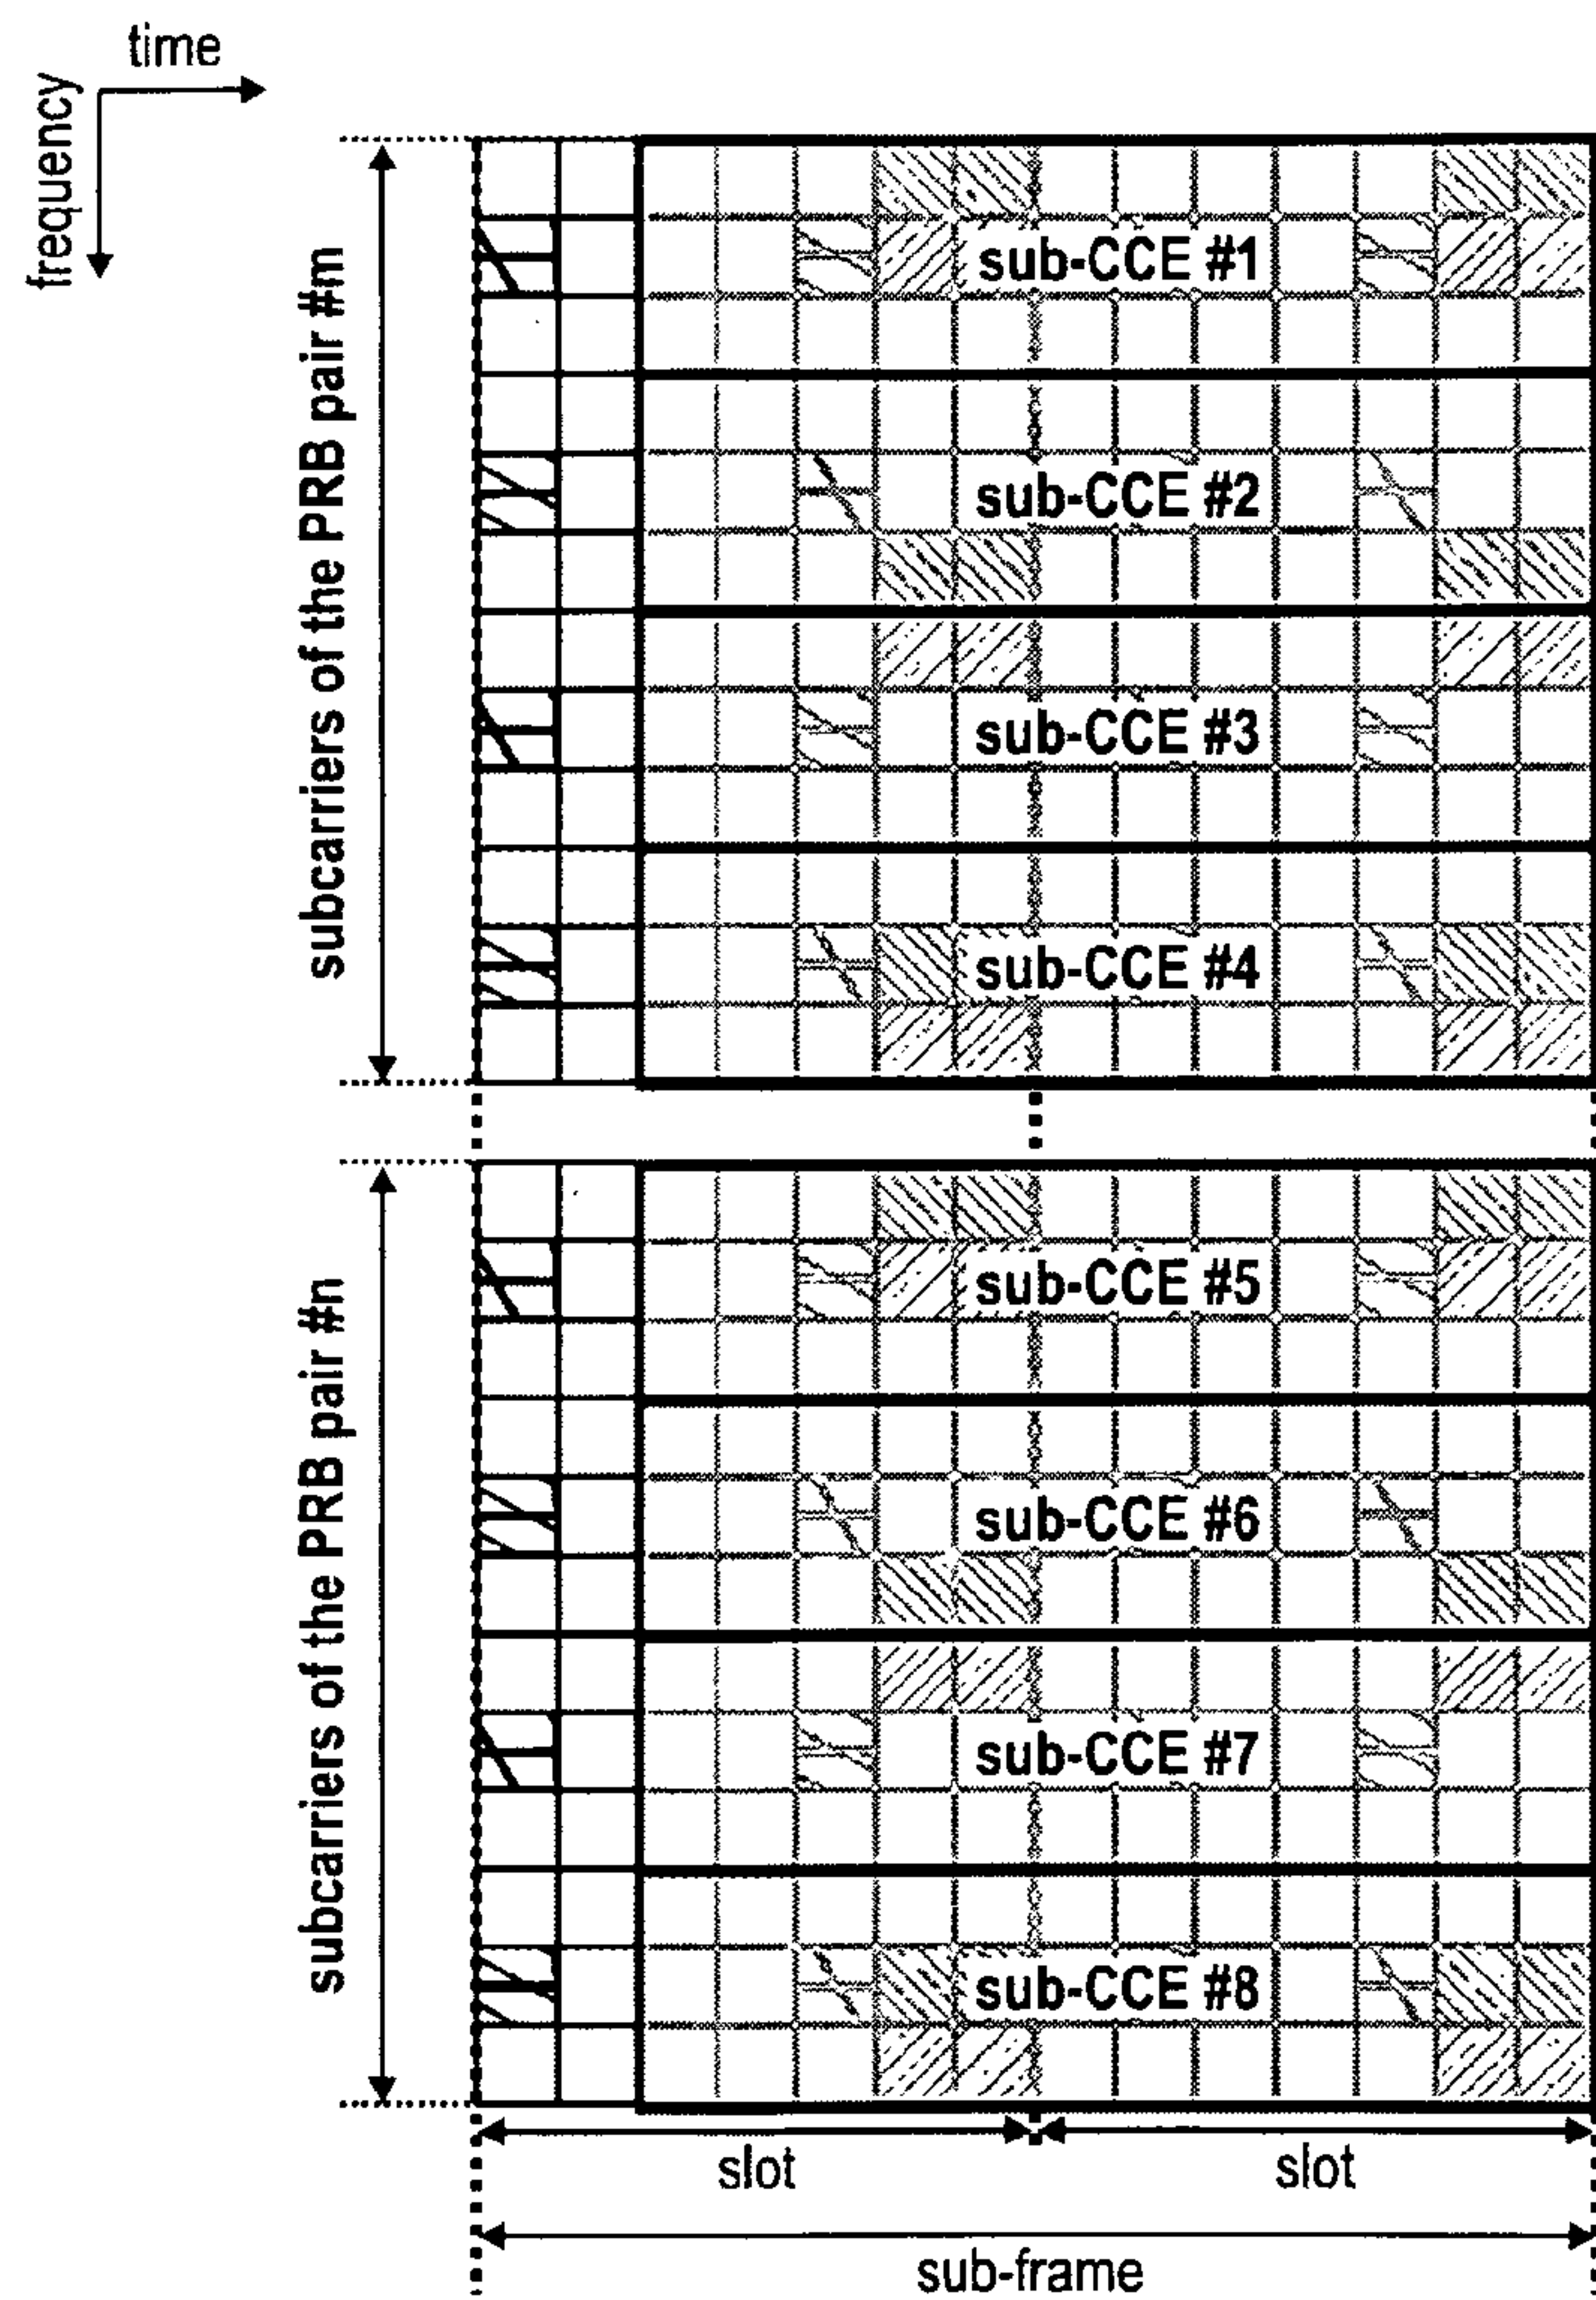 time
frequency
subcarriers of the PRB pair #m
sub-CCE #1
sub-CCE #2
sub-CCE #3
sub-CCE #4
subcarriers of the PRB pair #n
sub-CCE #5
sub-CCE #6
sub-CCE #7
sub-CCE #8
slot slot
sub-frame